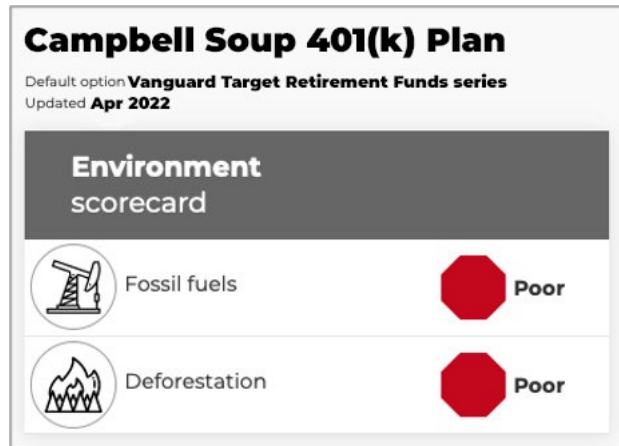 Campbell Soup 401(k) Plan
Default option Vanguard Target Retirement Funds series
Updated Apr 2022
Environment
scorecard
Fossil fuels Poor
Deforestation Poor